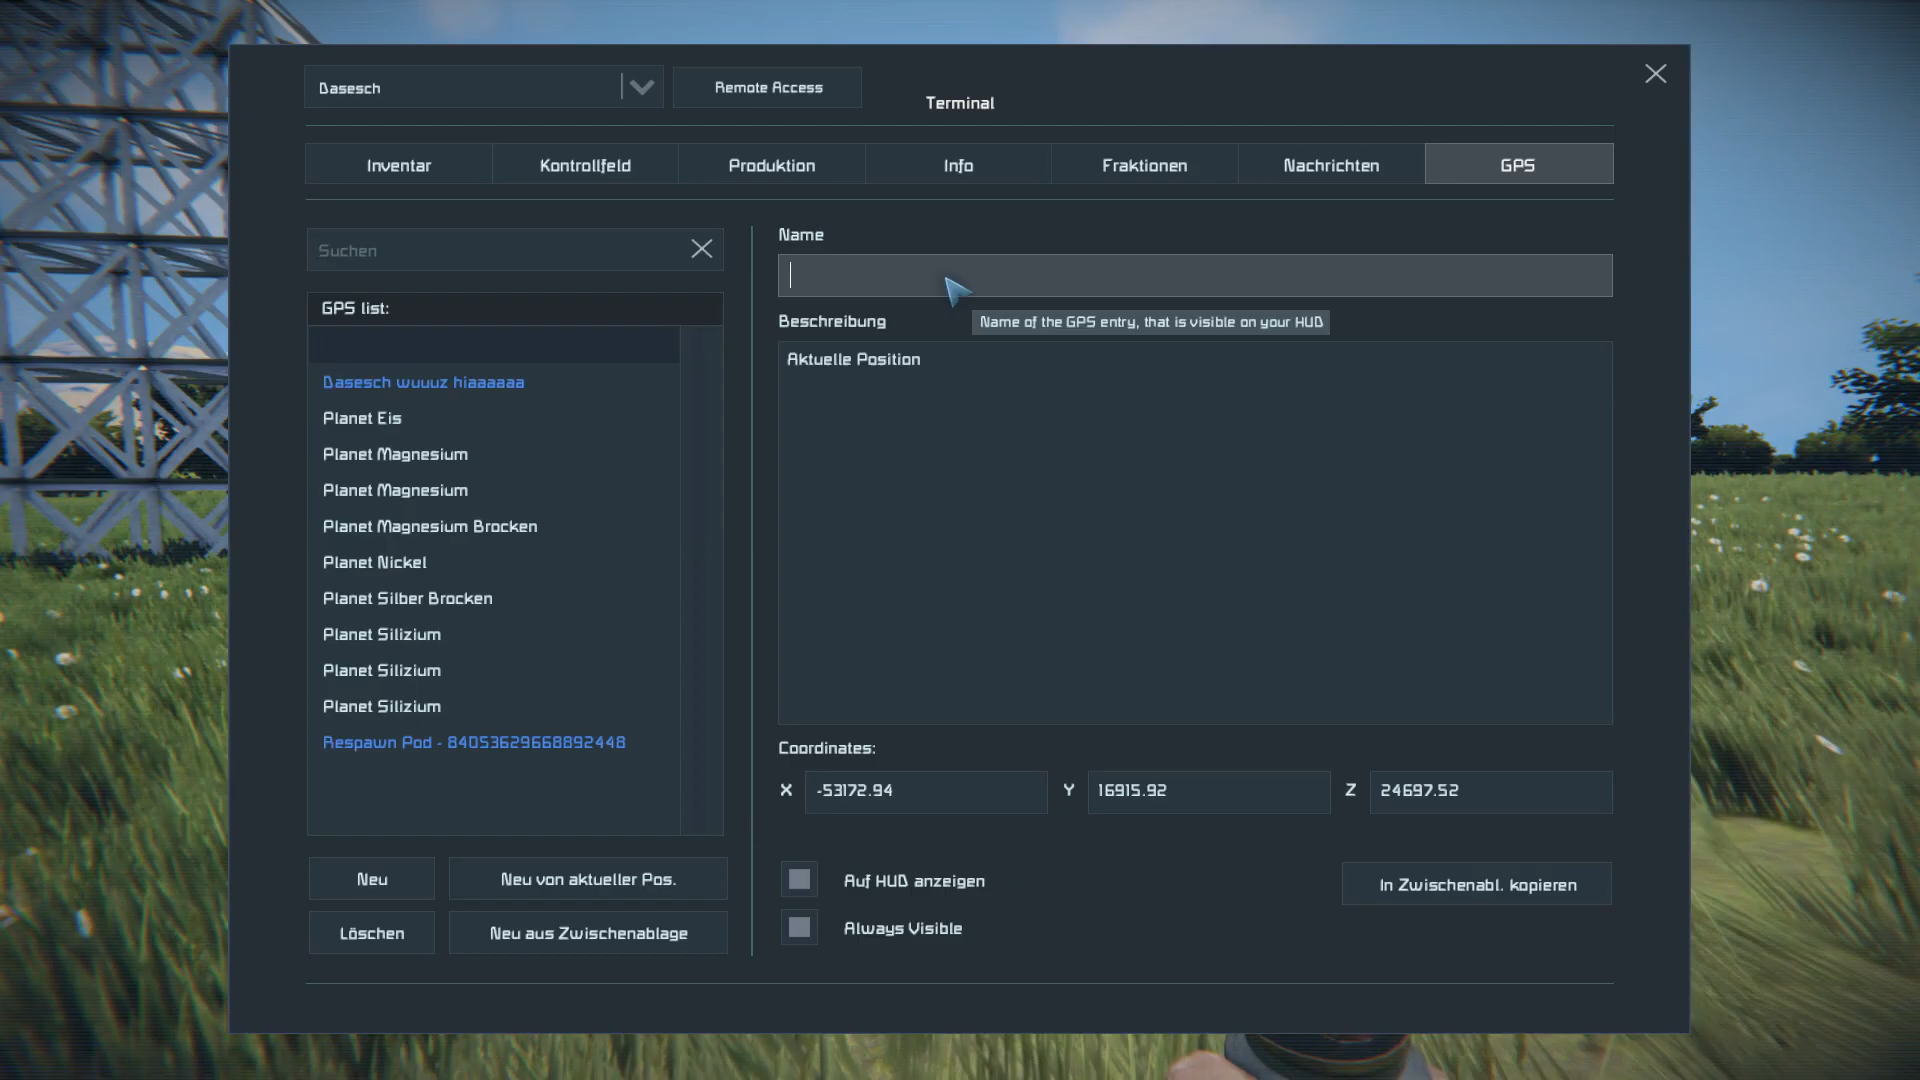 Dasesch
Remote Access
Terminal
Inventar
Kontrollfeld
Produktion
Info
Fraktionen
Nachrichten
GPS
Suchen
GPS list:
Dasesch wuuuz hiaaaaaa
Planet Eis
Planet Magnesium
Planet Magnesium
Planet Magnesium Brocken
Planet Nickel
Planet Silber Brocken
Planet Silizium
Planet Silizium
Planet Silizium
Respawn Pod - 84053629668892448
Neu
Neu von aktueller Pos.
Löschen
Neu aus Zwischenablage
Name
Beschreibung
Name of the GPS entry, that is visible on your HUD
Aktuelle Position
Coordinates:
X -53172.94 Y 16915.92 Z 24697.52
Auf HUD anzeigen
In Zwischenabl. kopieren
Always Visible